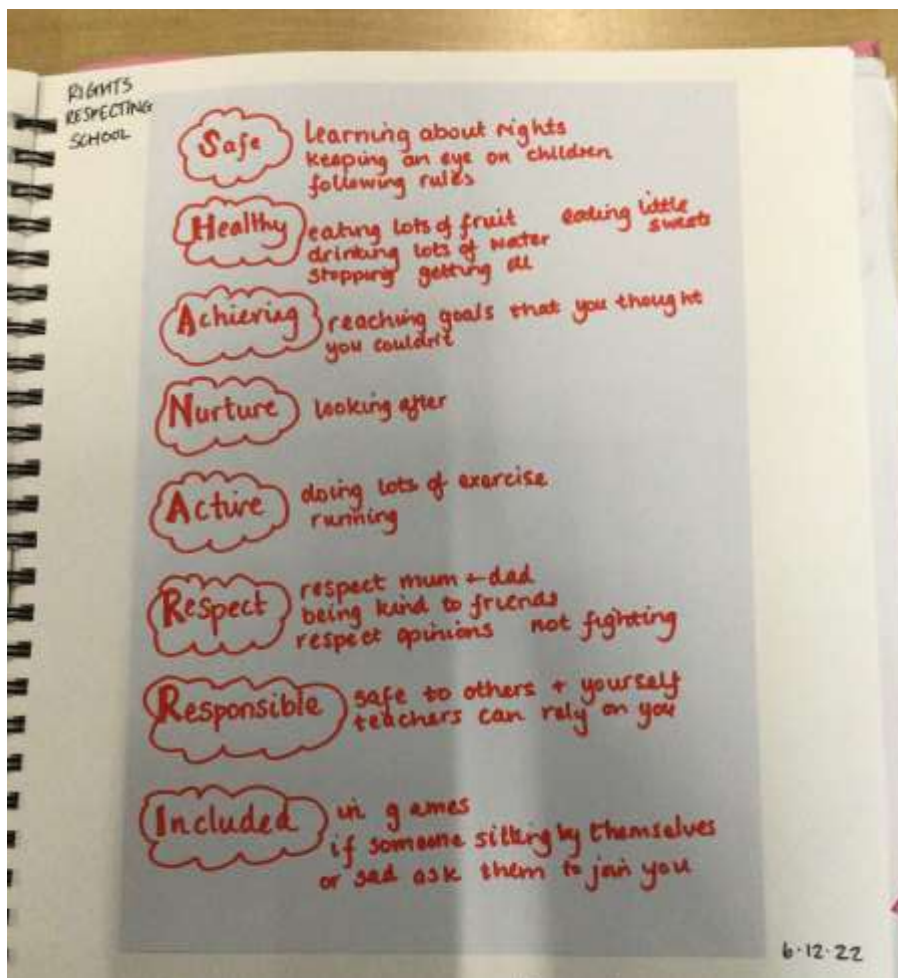 RIGHTS
RESPECTING
SCHOOL
Safe learning about rights
keeping an eye on children
following rules
Healthy eating lots of fruit eating little sweets
drinking lots of water
stopping getting ill
Achieving reaching goals that you thought
you couldn't
Nurture looking after
Active doing lots of exercise
running
Respect respect mum + dad
being kind to friends
respect opinions not fighting
Responsible safe to others + yourself
teachers can rely on you
Included in games
if someone sitting by themselves
or sad ask them to join you
6.12.22